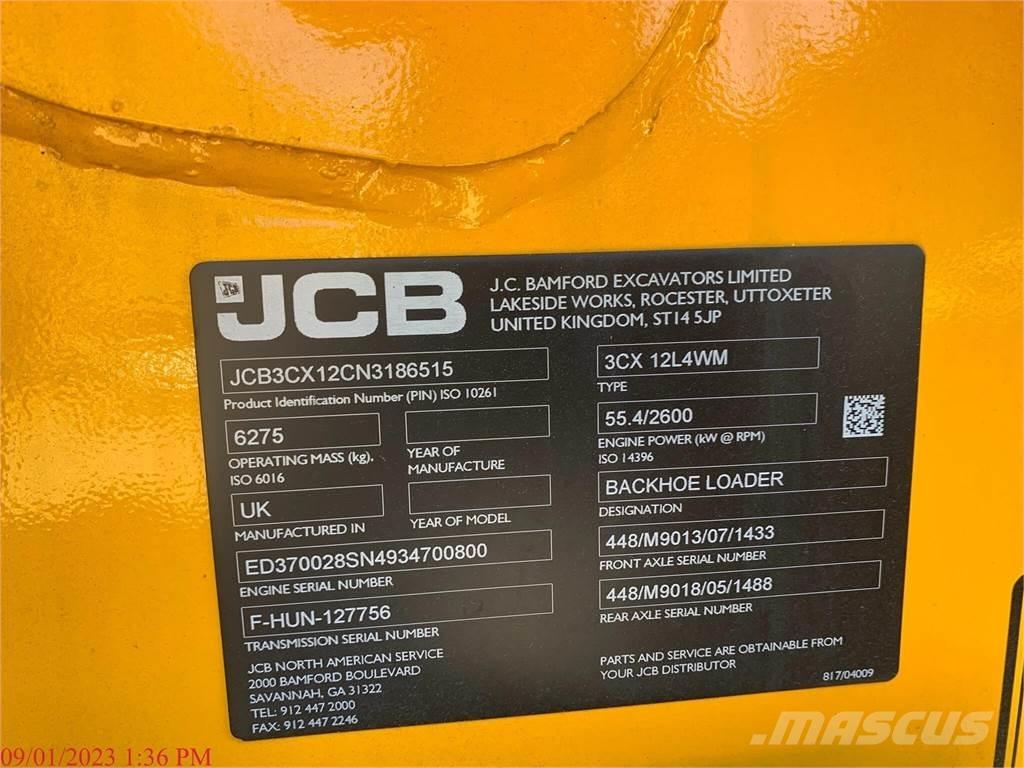 JCB
J.C. BAMFORD EXCAVATORS LIMITED
LAKESIDE WORKS, ROCESTER, UTTOXETER
UNITED KINGDOM, ST14 5JP
JCB3CX12CN3186515
Product Identification Number (PIN) ISO 10261
6275
OPERATING MASS (kg).
ISO 6016
YEAR OF
MANUFACTURE
UK
MANUFACTURED IN
YEAR OF MODEL
ED370028SN4934700800
ENGINE SERIAL NUMBER
F-HUN-127756
TRANSMISSION SERIAL NUMBER
JCB NORTH AMERICAN SERVICE
2000 BAMFORD BOULEVARD
SAVANNAH, GA 31322
TEL: 912 447 2000
FAX: 912 447 2246
3CX 12L4WM
TYPE
55.4/2600
ENGINE POWER (kW @ RPM)
ISO 14396
BACKHOE LOADER
DESIGNATION
448/M9013/07/1433
FRONT AXLE SERIAL NUMBER
448/M9018/05/1488
REAR AXLE SERIAL NUMBER
PARTS AND SERVICE ARE OBTAINABLE FROM
YOUR JCB DISTRIBUTOR
817/04009
MASCUS
09/01/2023 1:36 PM